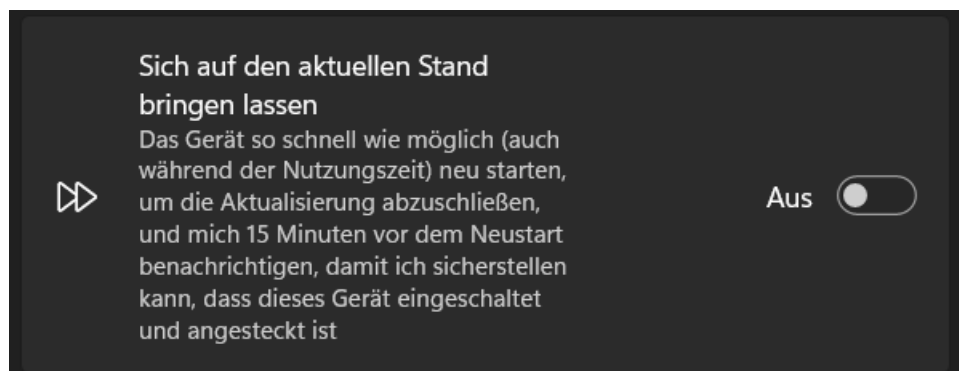 Sich auf den aktuellen Stand
bringen lassen
Das Gerät so schnell wie möglich (auch
während der Nutzungszeit) neu starten,
um die Aktualisierung abzuschließen,
und mich 15 Minuten vor dem Neustart
benachrichtigen, damit ich sicherstellen
kann, dass dieses Gerät eingeschaltet
und angesteckt ist
Aus